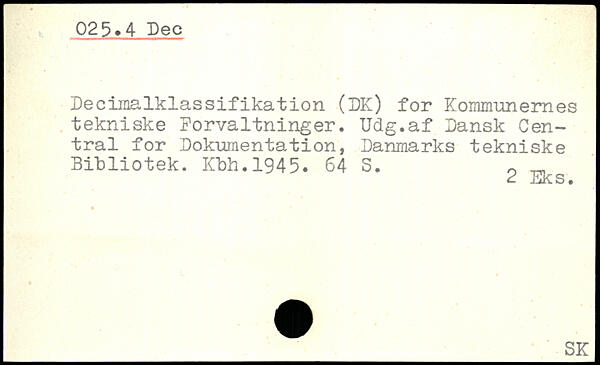 025.4 Dec
Decimalklassifikation (DK) for Kommunernes
tekniske Forvaltninger. Udg.af Dansk Cen-
tral for Dokumentation, Danmarks tekniske
Bibliotek. Kbh.1945. 64 S.
2 Eks.
SK